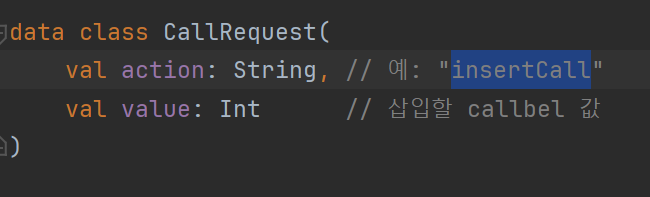 data class CallRequest(
    val action: String, // 예: "insertCall"
    val value: Int      // 삽입할 callbel 값
)